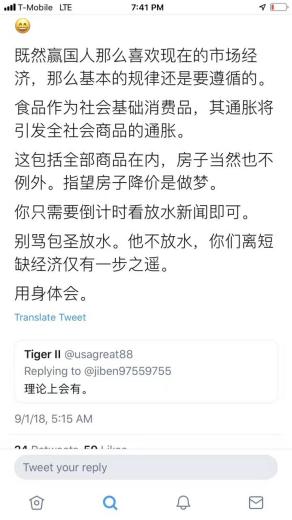 T-Mobile LTE 7:41 PM
既然赢国人那么喜欢现在的市场经
济，那么基本的规律还是要遵循的。
食品作为社会基础消费品，其通胀将
引发全社会商品的通胀。
这包括全部商品在内，房子当然也不
例外。指望房子降价是做梦。
你只需要倒计时看放水新闻即可。
别骂包圣放水。他不放水，你们离短
缺经济仅有一步之遥。
用身体会。
Translate Tweet
Tiger II @usagreat88
Replying to @jiben97559755
理论上会有。
9/1/18, 5:15 AM
Tweet your reply